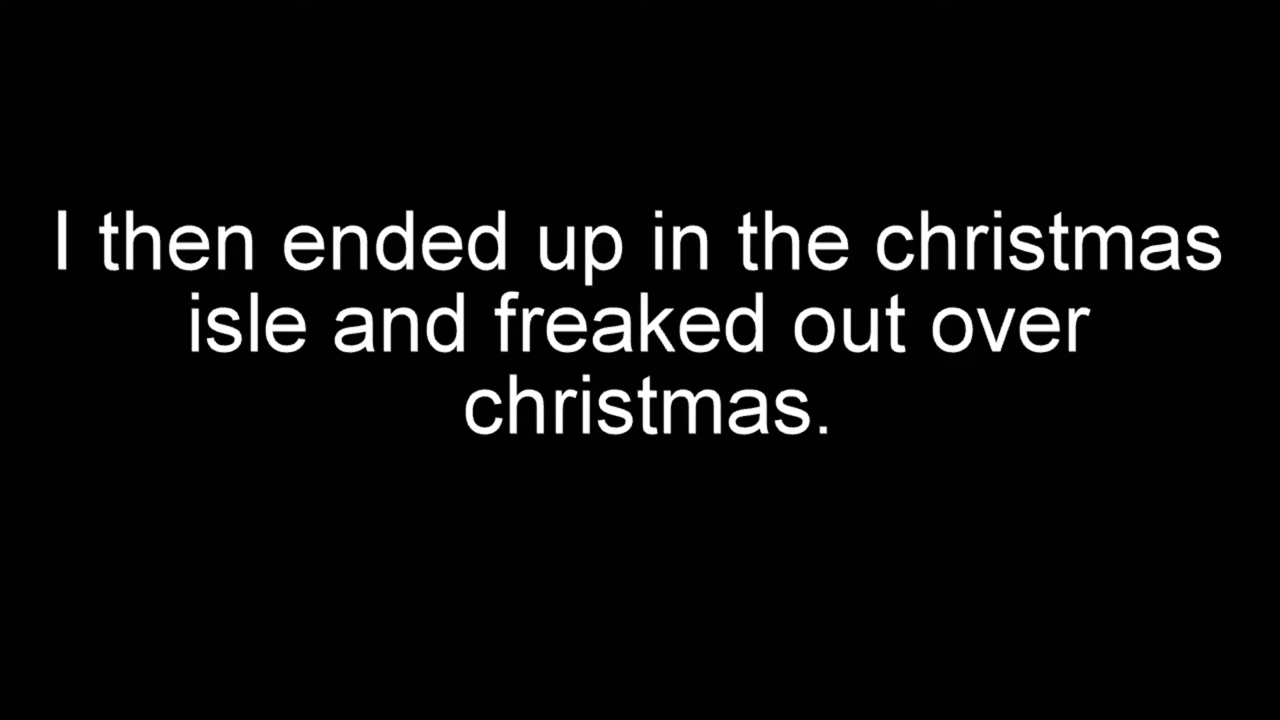 I then ended up in the christmas
isle and freaked out over
christmas.